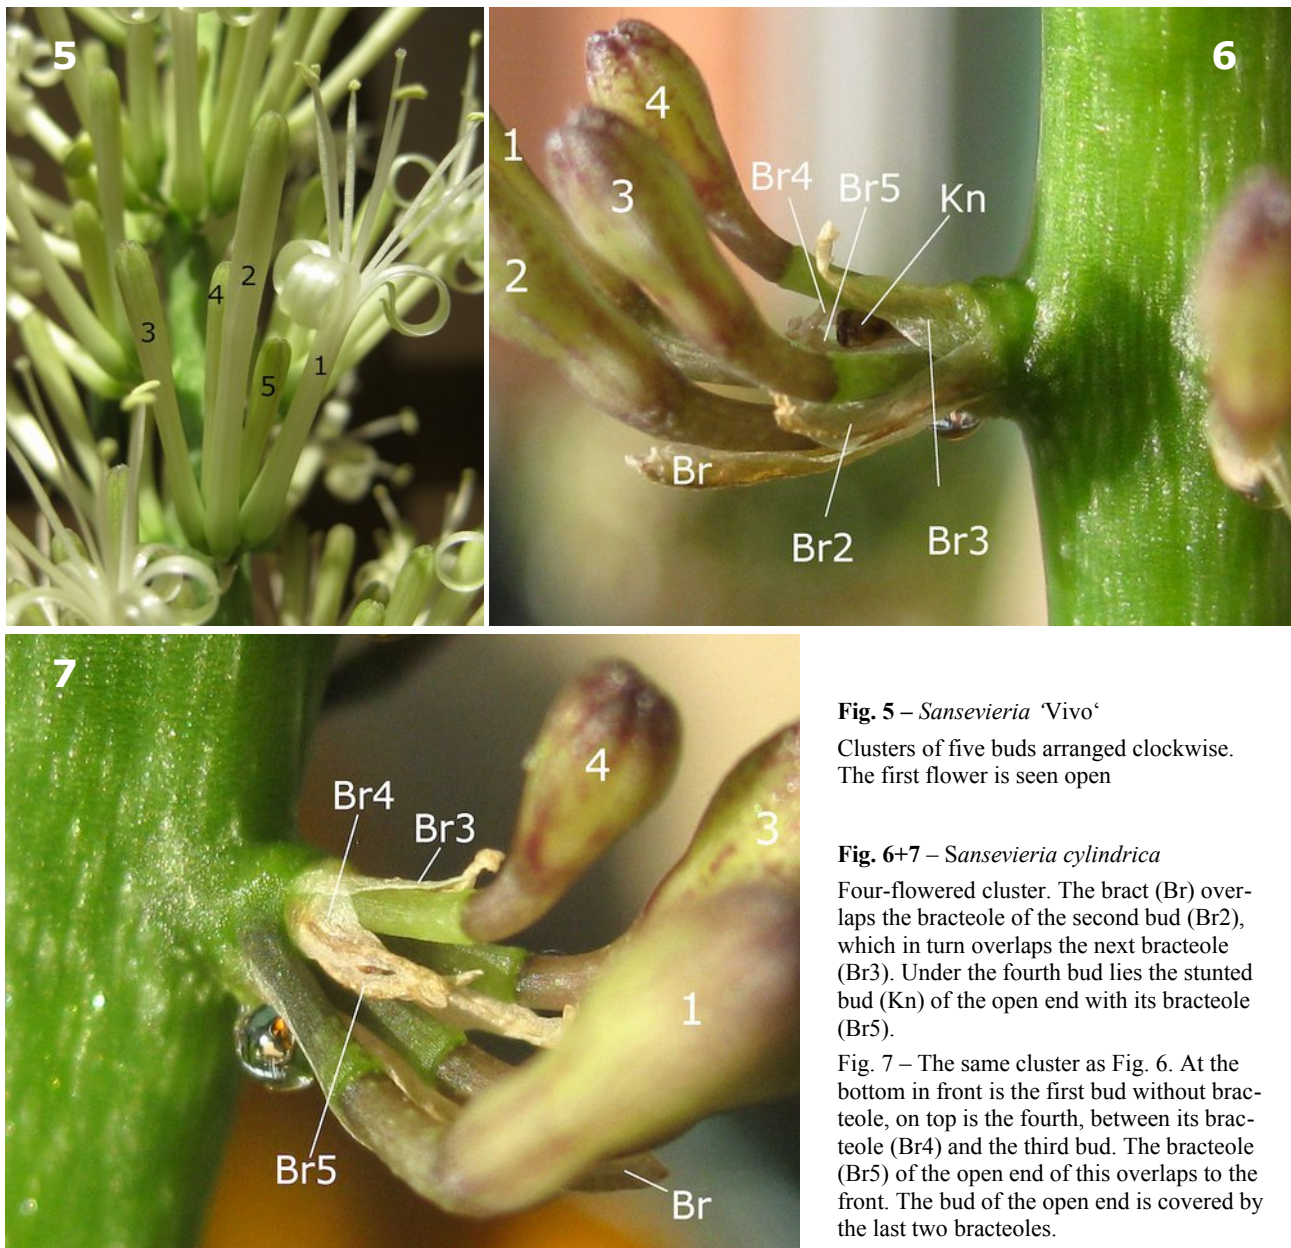 5
2
4
3
5
1
6
4
1
3
Br4
Br5
Kn
2
Br
Br2
Br3
7
4
Br4
Br3
3
1
Br5
Br
Fig. 5 – Sansevieria ‘Vivo‘
Clusters of five buds arranged clockwise.
The first flower is seen open
Fig. 6+7 – Sansevieria cylindrica
Four-flowered cluster. The bract (Br) over-
laps the bracteole of the second bud (Br2),
which in turn overlaps the next bracteole
(Br3). Under the fourth bud lies the stunted
bud (Kn) of the open end with its bracteole
(Br5).
Fig. 7 – The same cluster as Fig. 6. At the
bottom in front is the first bud without brac-
teole, on top is the fourth, between its brac-
teole (Br4) and the third bud. The bracteole
(Br5) of the open end of this overlaps to the
front. The bud of the open end is covered by
the last two bracteoles.